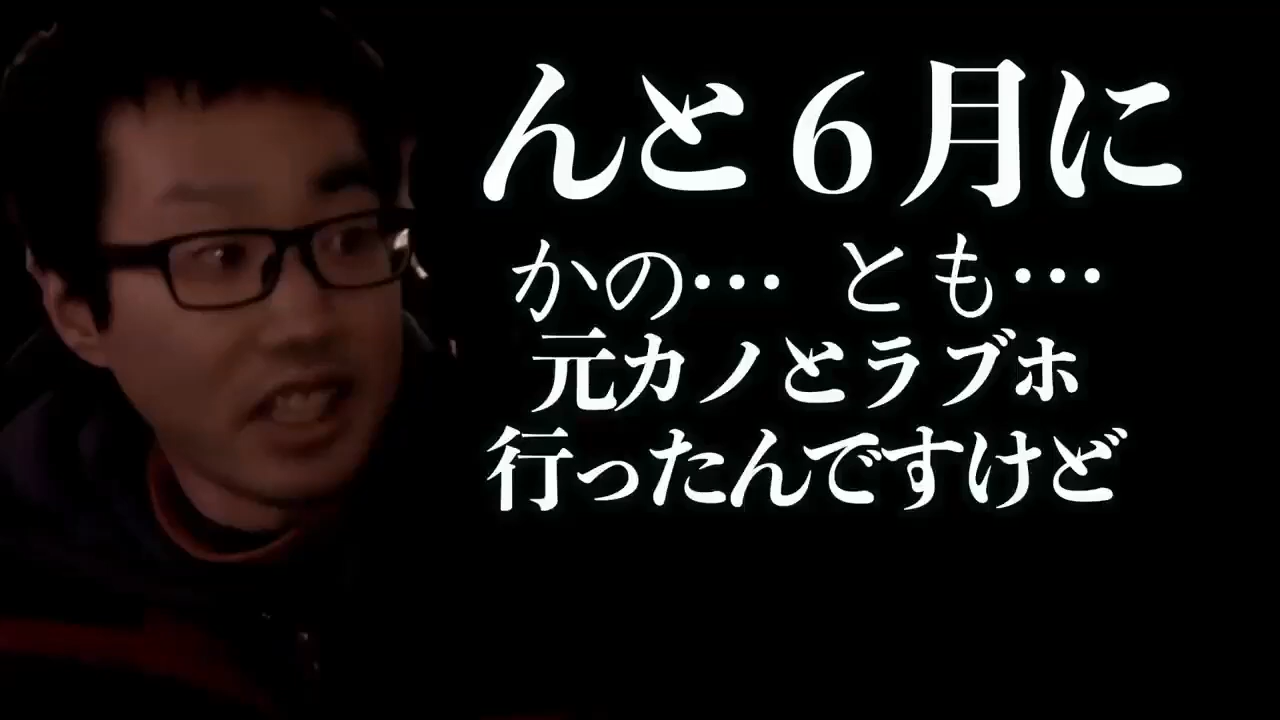 んと６月に
かの… とも…
元カノとラブホ
行ったんですけど